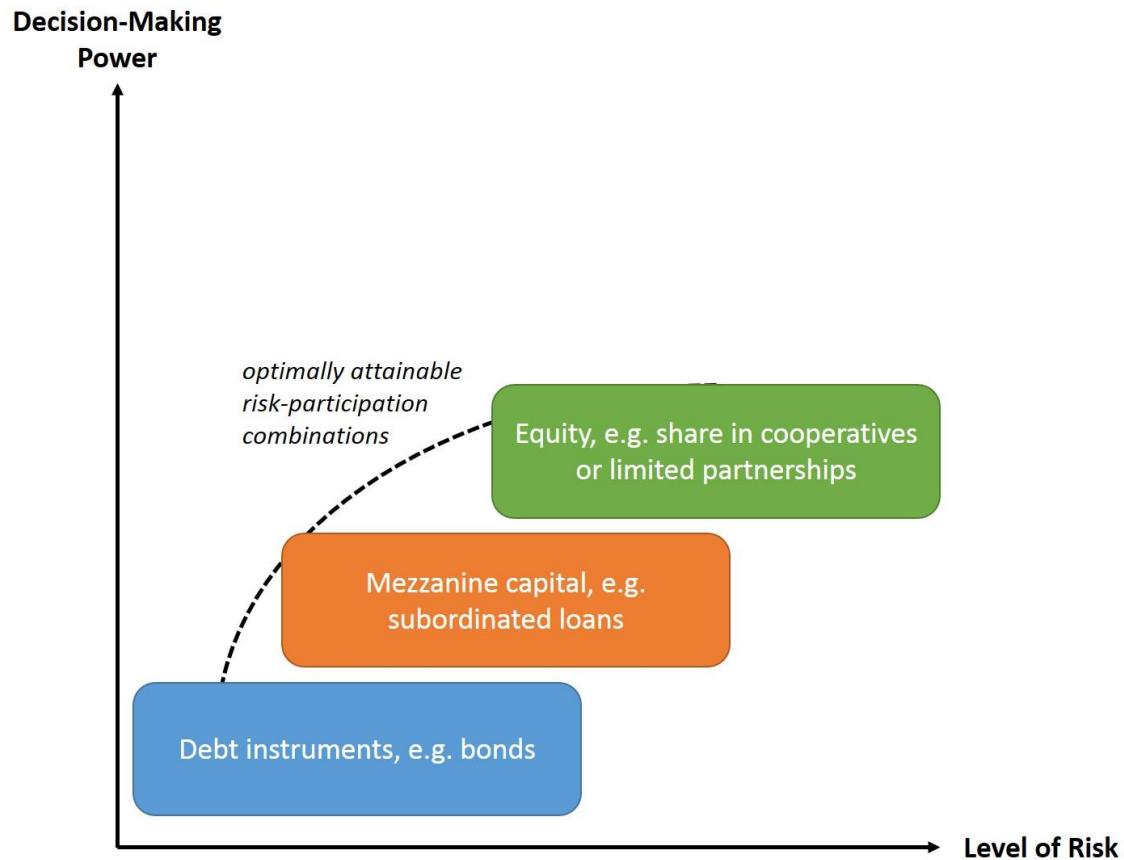 Decision-Making
Power
optimally attainable
risk-participation
combinations
Equity, e.g. share in cooperatives
or limited partnerships
Mezzanine capital, e.g.
subordinated loans
Debt instruments, e.g. bonds
Level of Risk